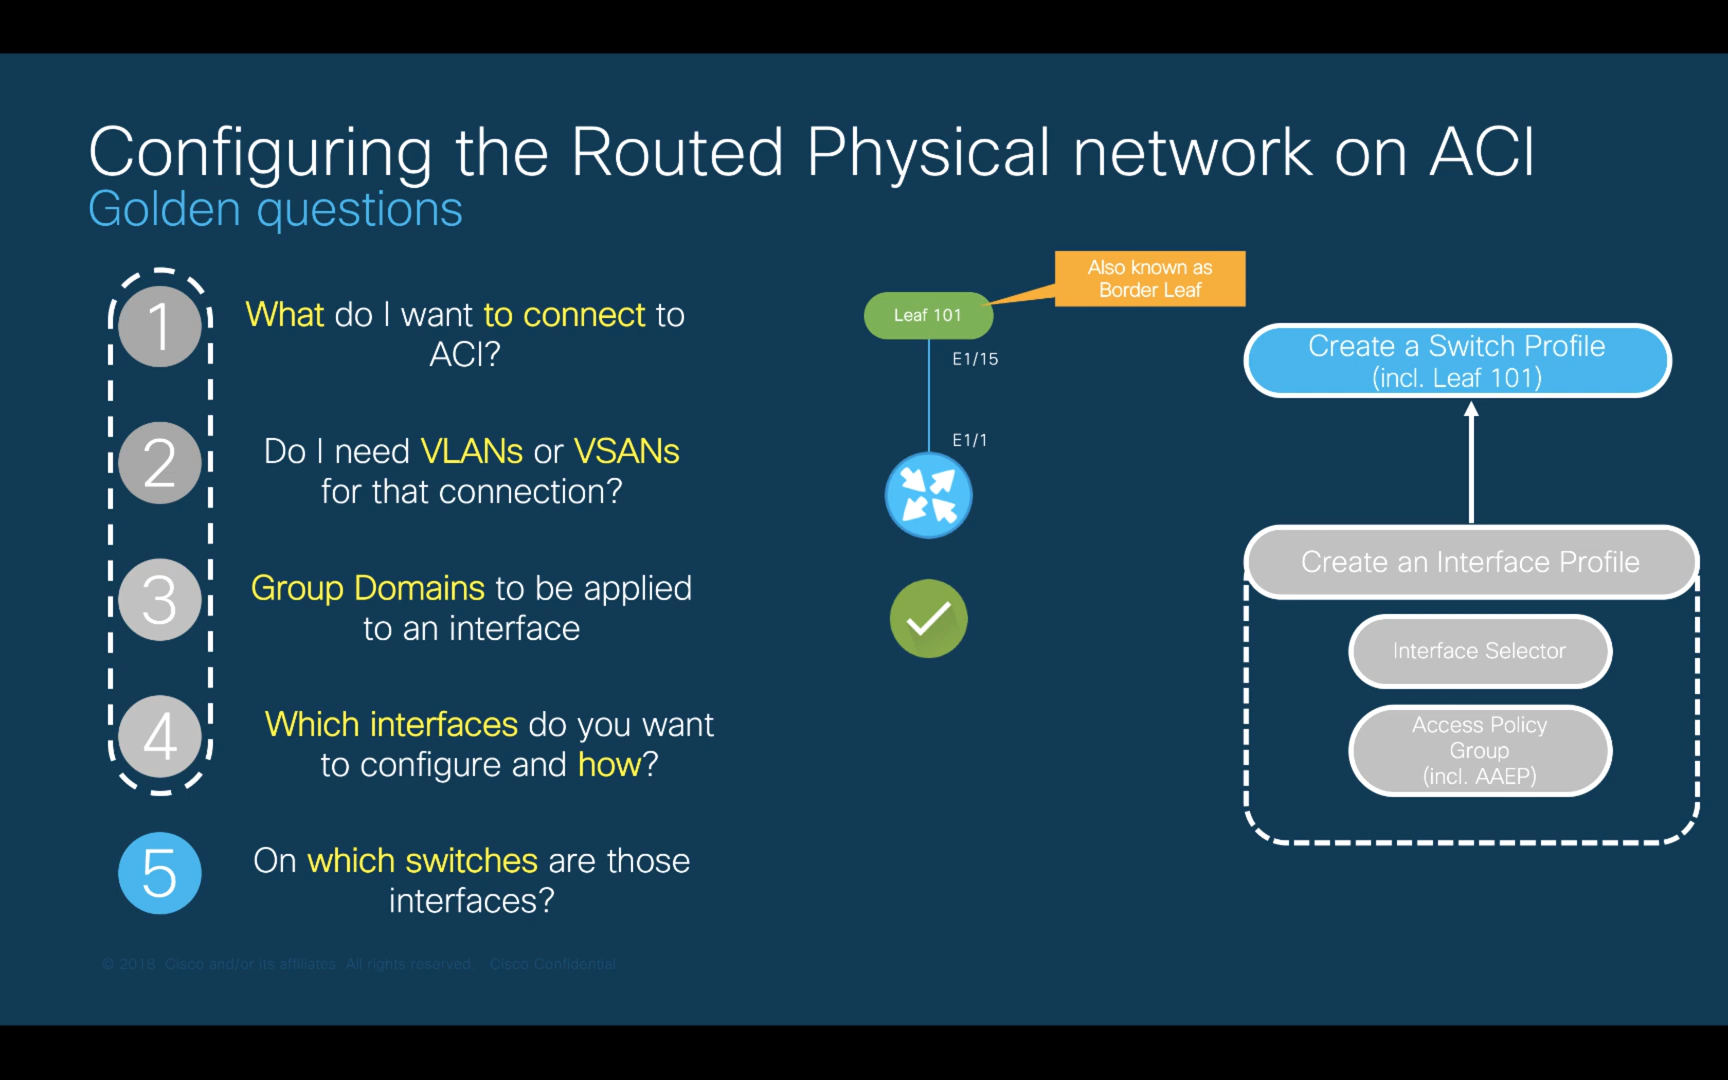 Configuring the Routed Physical network on ACI
Golden questions
1
What do I want to connect to
ACI?
2
Do I need VLANs or VSANs
for that connection?
3
Group Domains to be applied
to an interface
4
Which interfaces do you want
to configure and how?
5
On which switches are those
interfaces?
Also known as
Border Leaf
Leaf 101
E1/15
E1/1
Create a Switch Profile
(incl. Leaf 101)
Create an Interface Profile
Interface Selector
Access Policy
Group
(incl. AAEP)
© 2018 Cisco and/or its affiliates. All rights reserved. Cisco Confidential